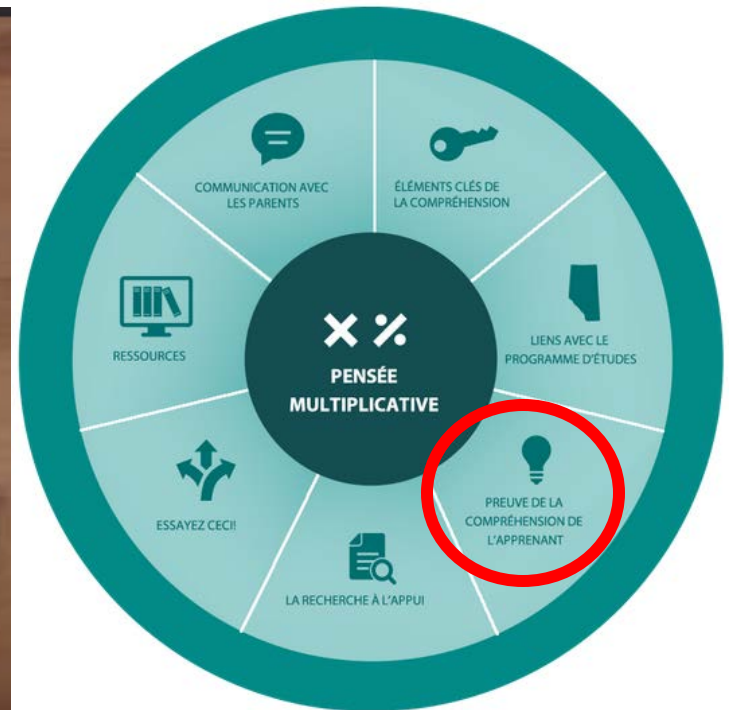 COMMUNICATION AVEC
LES PARENTS
ÉLÉMENTS CLÉS DE
LA COMPRÉHENSION
RESSOURCES
LIENS AVEC LE
PROGRAMME D'ÉTUDES
PENSÉE
MULTIPLICATIVE
ESSAYEZ CECI!
PREUVE DE LA
COMPRÉHENSION DE
L'APPRENANT
LA RECHERCHE À L'APPUI